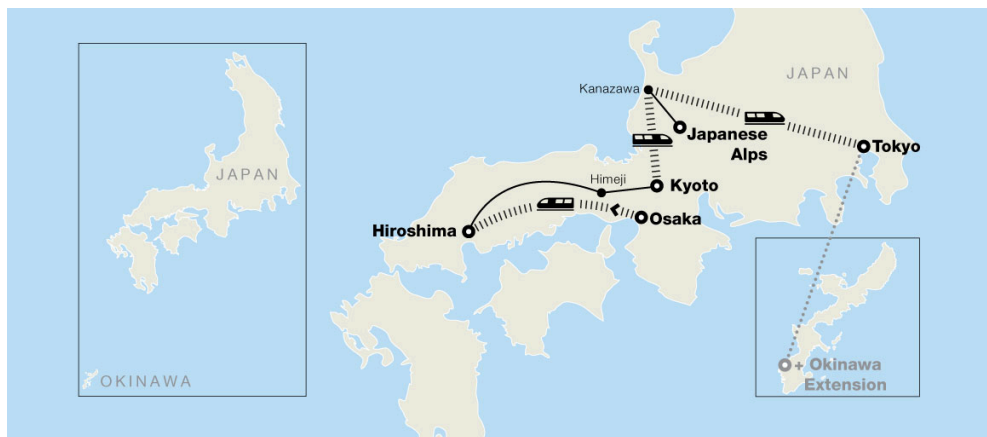 JAPAN
OKINAWA
JAPAN
Kanazawa
Japanese
Alps
Tokyo
Himeji
Kyoto
Osaka
Hiroshima
+ Okinawa
Extension